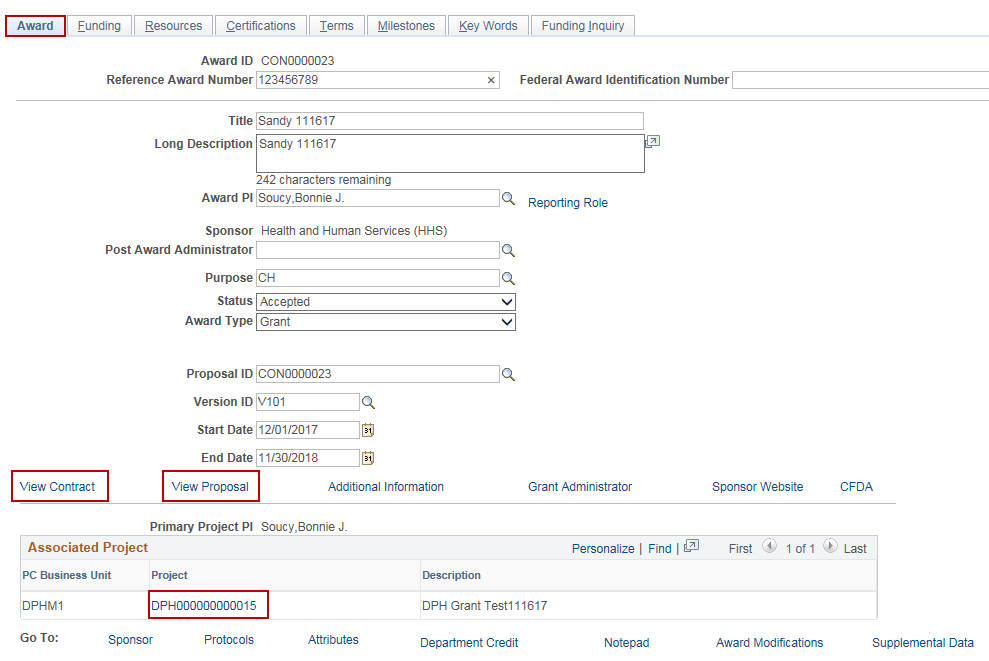 Award Funding Resources Certifications Terms Milestones Key Words Funding Inquiry
Award ID CON0000023
Reference Award Number 123456789 × Federal Award Identification Number
Title Sandy 111617
Long Description Sandy 111617
242 characters remaining
Award PI Soucy,Bonnie J. Reporting Role
Sponsor Health and Human Services (HHS)
Post Award Administrator
Purpose CH
Status Accepted
Award Type Grant
Proposal ID CON0000023
Version ID V101
Start Date 12/01/2017 31
End Date 11/30/2018 31
View Contract View Proposal Additional Information Grant Administrator Sponsor Website CFDA
Primary Project PI Soucy,Bonnie J.
Associated Project Personalize | Find | First 1 of 1 Last
PC Business Unit Project Description
DPHM1 DPH000000000015 DPH Grant Test111617
Go To: Sponsor Protocols Attributes Department Credit Notepad Award Modifications Supplemental Data